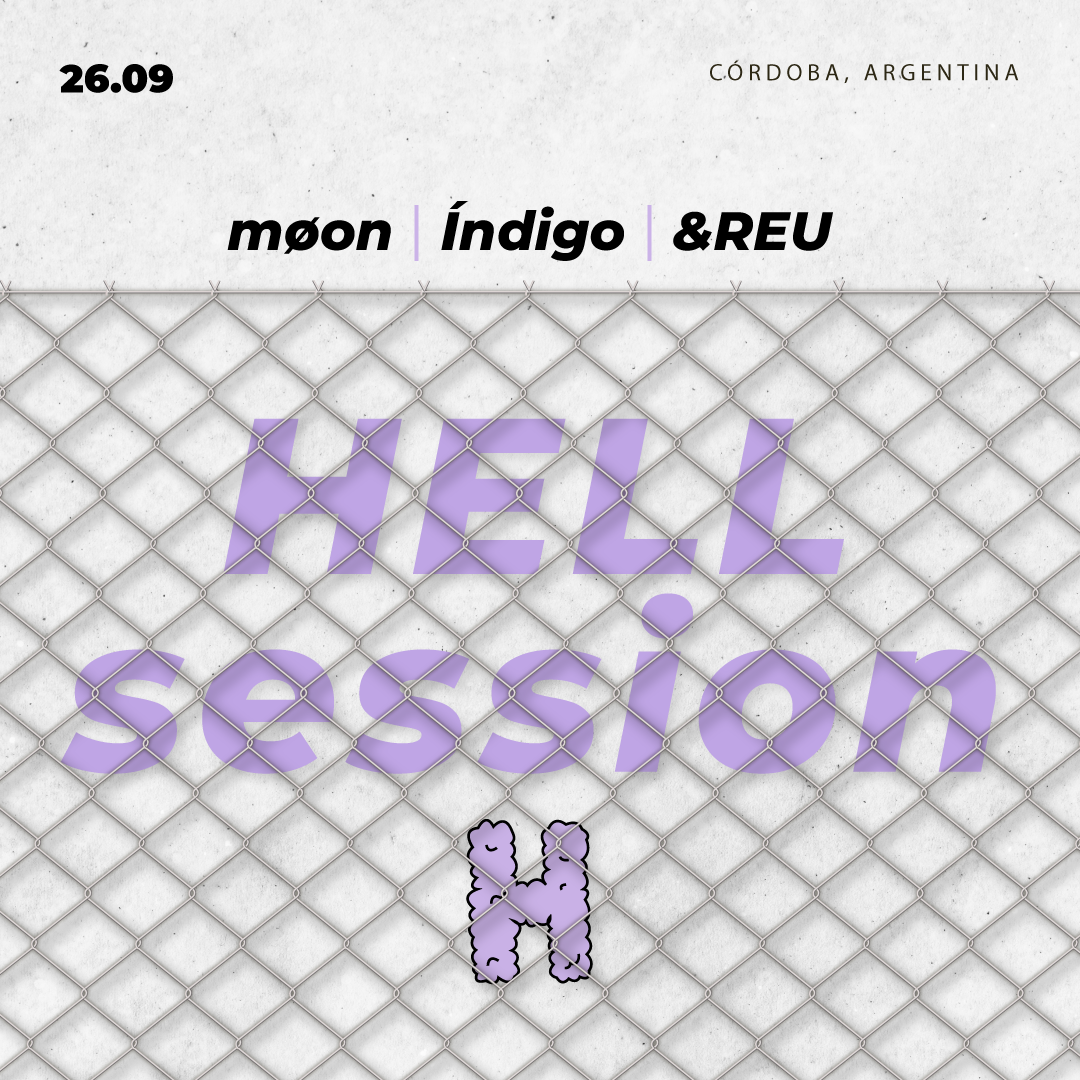 26.09
CÓRDOBA, ARGENTINA
møon | Índigo | &REU
HELL
session
H